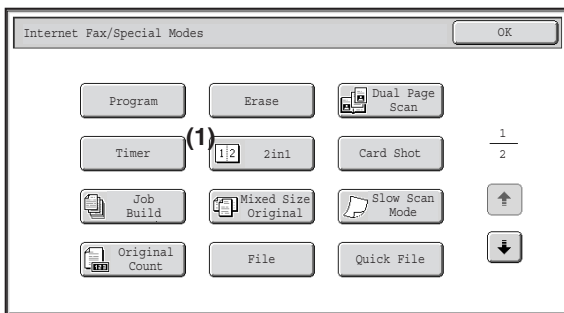 Internet Fax/Special Modes
OK
Program
Erase
Dual Page
Scan
Timer
(1)
1 2
2in1
Card Shot
1
2
Job
Build
Mixed Size
Original
Slow Scan
Mode
Original
Count
123
File
Quick File